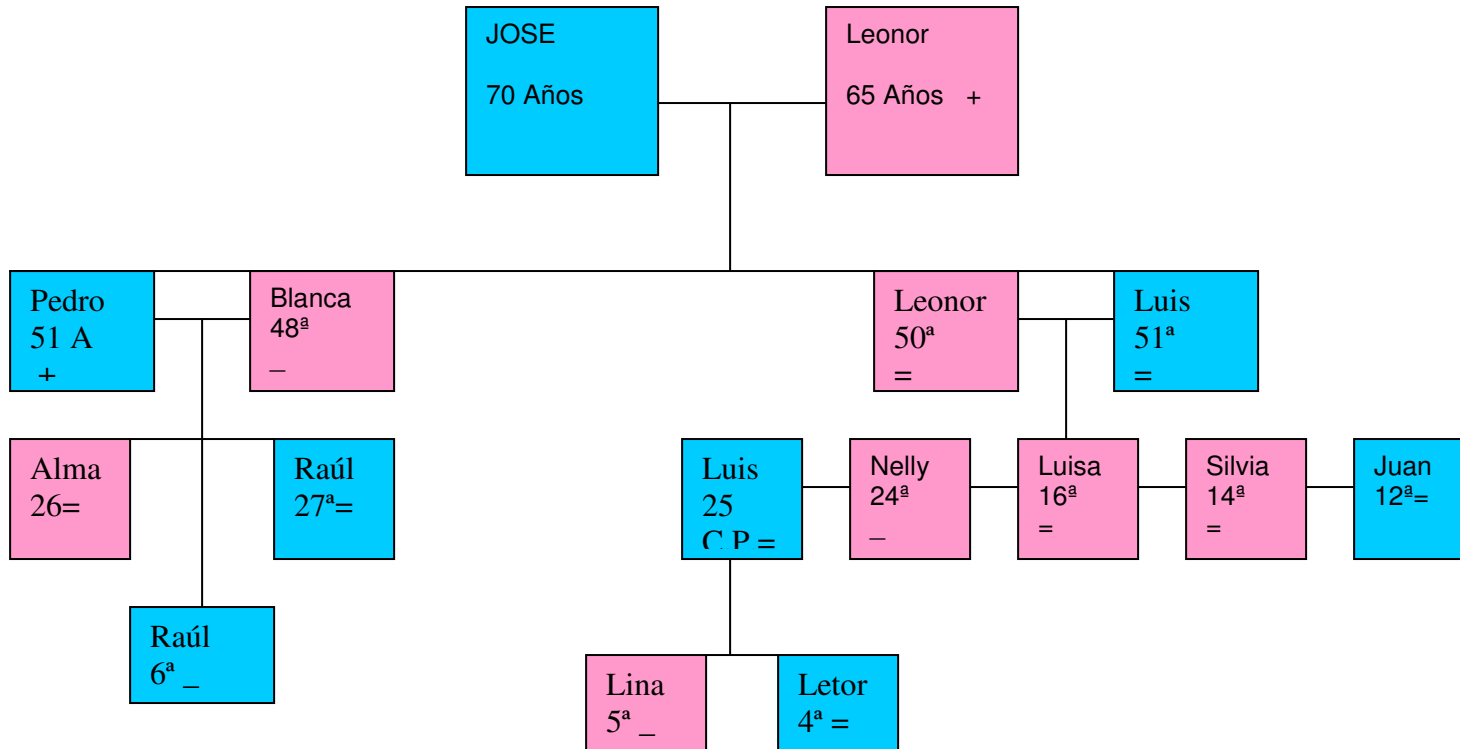 JOSE
70 Años
Leonor
65 Años +
Pedro
51 A
+
Blanca
48ª
_
Leonor
50ª
=
Luis
51ª
=
Alma
26=
Raúl
27ª=
Luis
25
C.P =
Nelly
24ª
_
Luisa
16ª
=
Silvia
14ª
=
Juan
12ª=
Raúl
6ª _
Lina
5ª _
Letor
4ª =